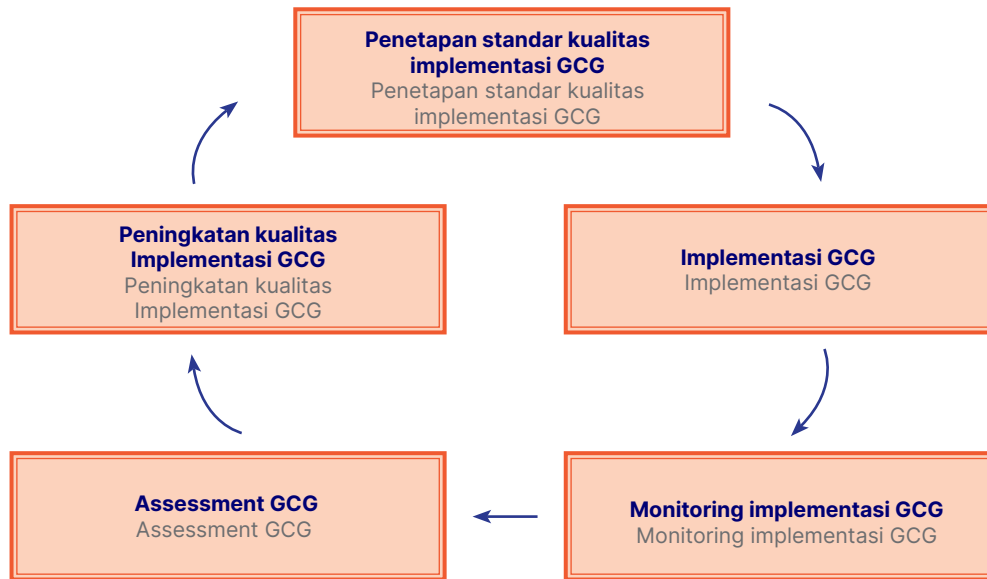 Penetapan standar kualitas
implementasi GCG
Penetapan standar kualitas
implementasi GCG
Peningkatan kualitas
Implementasi GCG
Peningkatan kualitas
Implementasi GCG
Implementasi GCG
Implementasi GCG
Assessment GCG
Assessment GCG
Monitoring implementasi GCG
Monitoring implementasi GCG